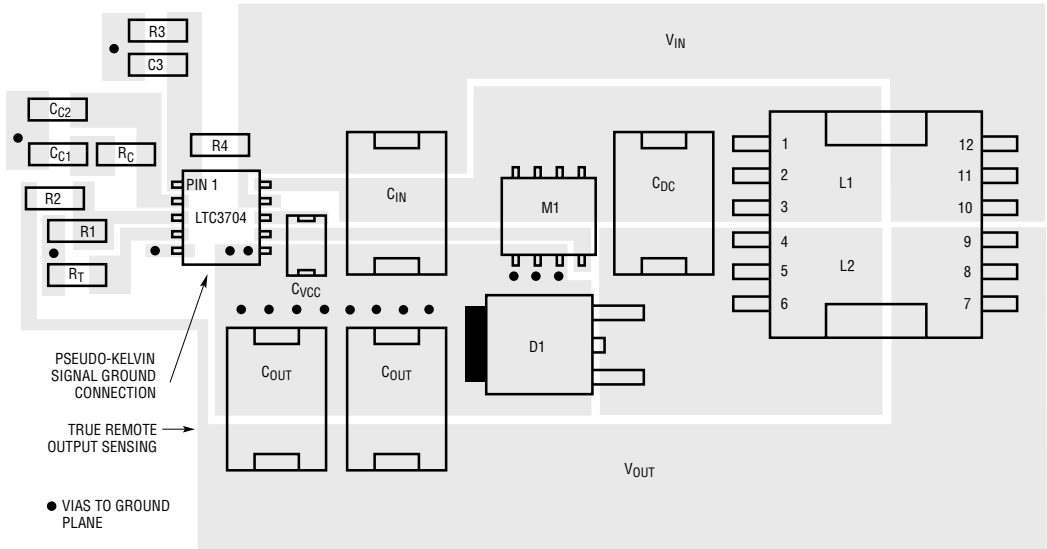 R3
C3
VIN
CC2
CC1
RC
R4
R2
R1
RT
PIN 1
LTC3704
CIN
CVCC
M1
CDC
1
2
3
4
5
6
L1
L2
12
11
10
9
8
7
D1
COUT
COUT
PSEUDO-KELVIN
SIGNAL GROUND
CONNECTION
TRUE REMOTE
OUTPUT SENSING
VOUT
VIAS TO GROUND
PLANE